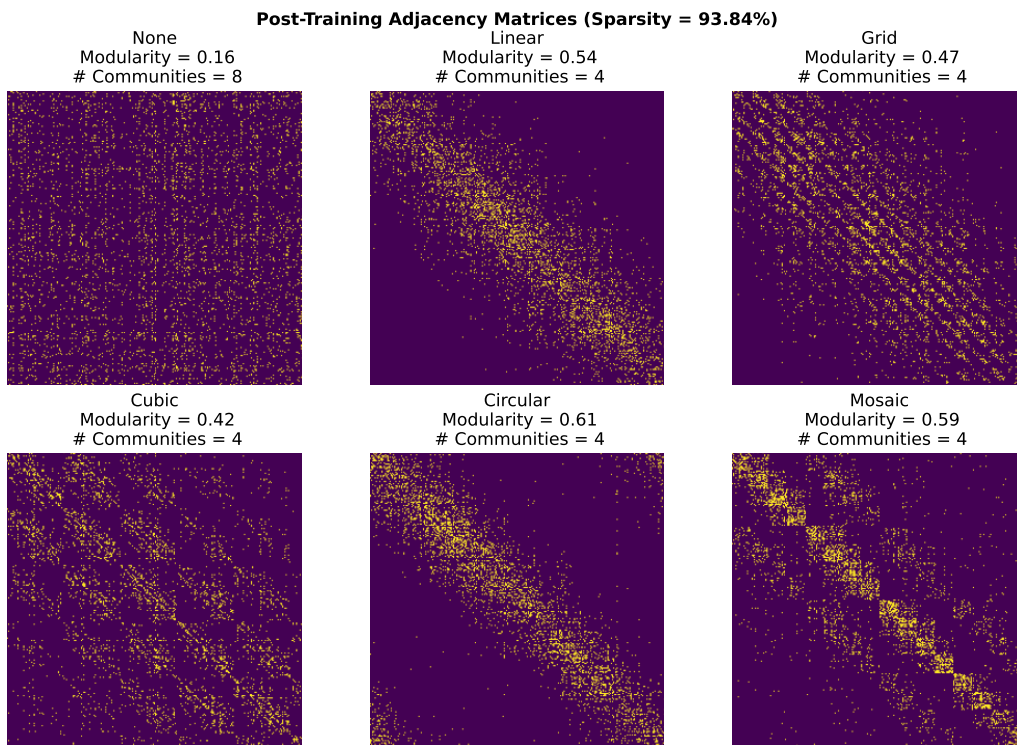 Post-Training Adjacency Matrices (Sparsity = 93.84%)
None
Modularity = 0.16
# Communities = 8
Linear
Modularity = 0.54
# Communities = 4
Grid
Modularity = 0.47
# Communities = 4
Cubic
Modularity = 0.42
# Communities = 4
Circular
Modularity = 0.61
# Communities = 4
Mosaic
Modularity = 0.59
# Communities = 4